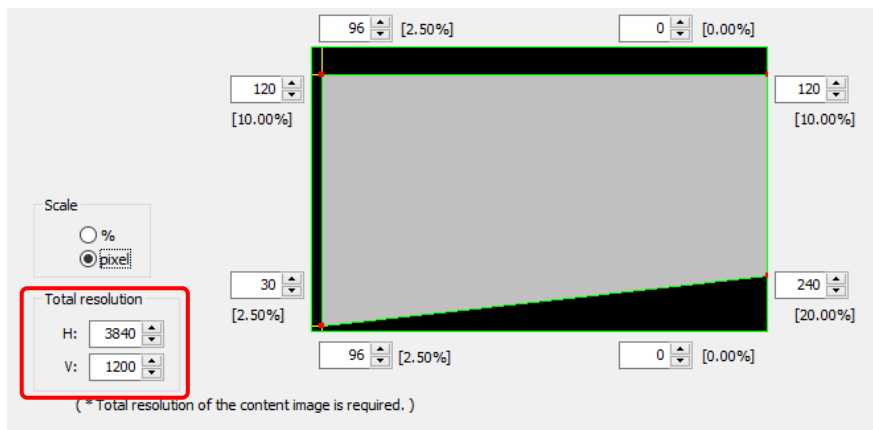 96 [2.50%] 0 [0.00%]
120 120
[10.00%] [10.00%]
Scale
%
pixel
30 240
[2.50%] [20.00%]
Total resolution
H: 3840
V: 1200
96 [2.50%] 0 [0.00%]
( * Total resolution of the content image is required. )